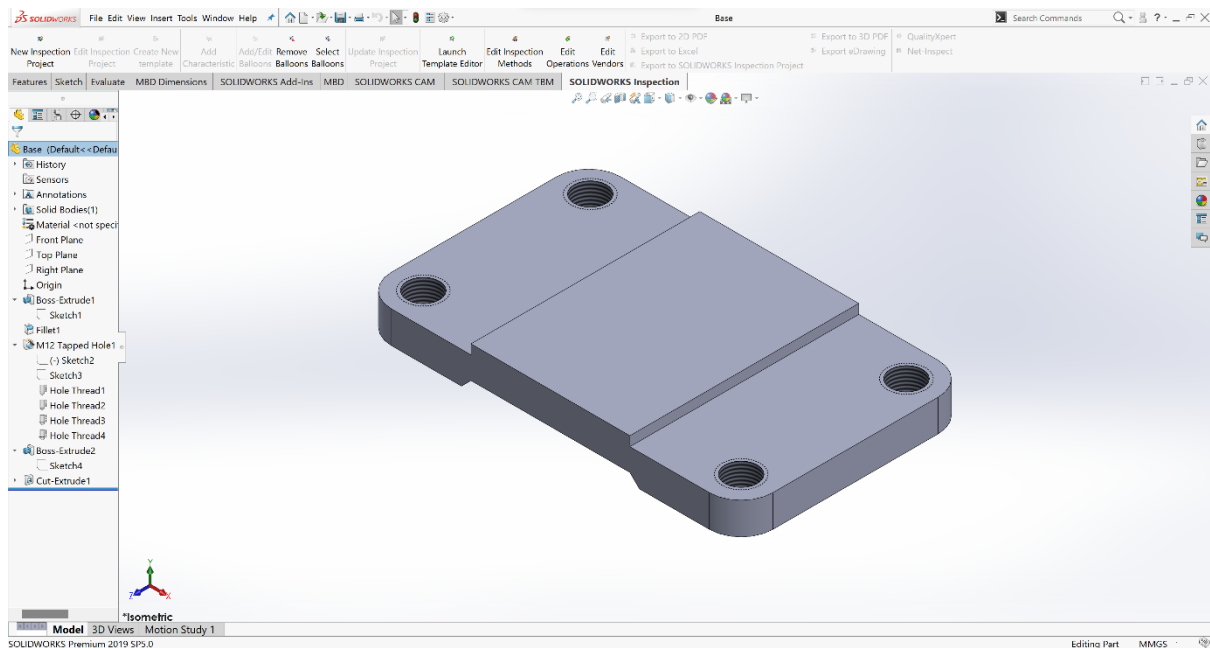 SOLIDWORKS File Edit View Insert Tools Window Help Base Search Commands
New Inspection Project
Edit Inspection Project
Create New template
Add Characteristic
Add/Edit Balloons
Remove Balloons
Select Balloons
Update Inspection Project
Launch Template Editor
Edit Inspection Methods
Edit Operations
Edit Vendors
Export to 2D PDF
Export to Excel
Export to SOLIDWORKS Inspection Project
Export to 3D PDF
Export eDrawing
QualityXpert
Net-Inspect
Features Sketch Evaluate MBD Dimensions SOLIDWORKS Add-Ins MBD SOLIDWORKS CAM SOLIDWORKS CAM TBM SOLIDWORKS Inspection
Base (Default<<Defau
History
Sensors
Annotations
Solid Bodies(1)
Material <not speci
Front Plane
Top Plane
Right Plane
Origin
Boss-Extrude1
Sketch1
Fillet1
M12 Tapped Hole1
(-) Sketch2
Sketch3
Hole Thread1
Hole Thread2
Hole Thread3
Hole Thread4
Boss-Extrude2
Sketch4
Cut-Extrude1
Y
Z X
*Isometric
Model 3D Views Motion Study 1
SOLIDWORKS Premium 2019 SP5.0 Editing Part MMGS